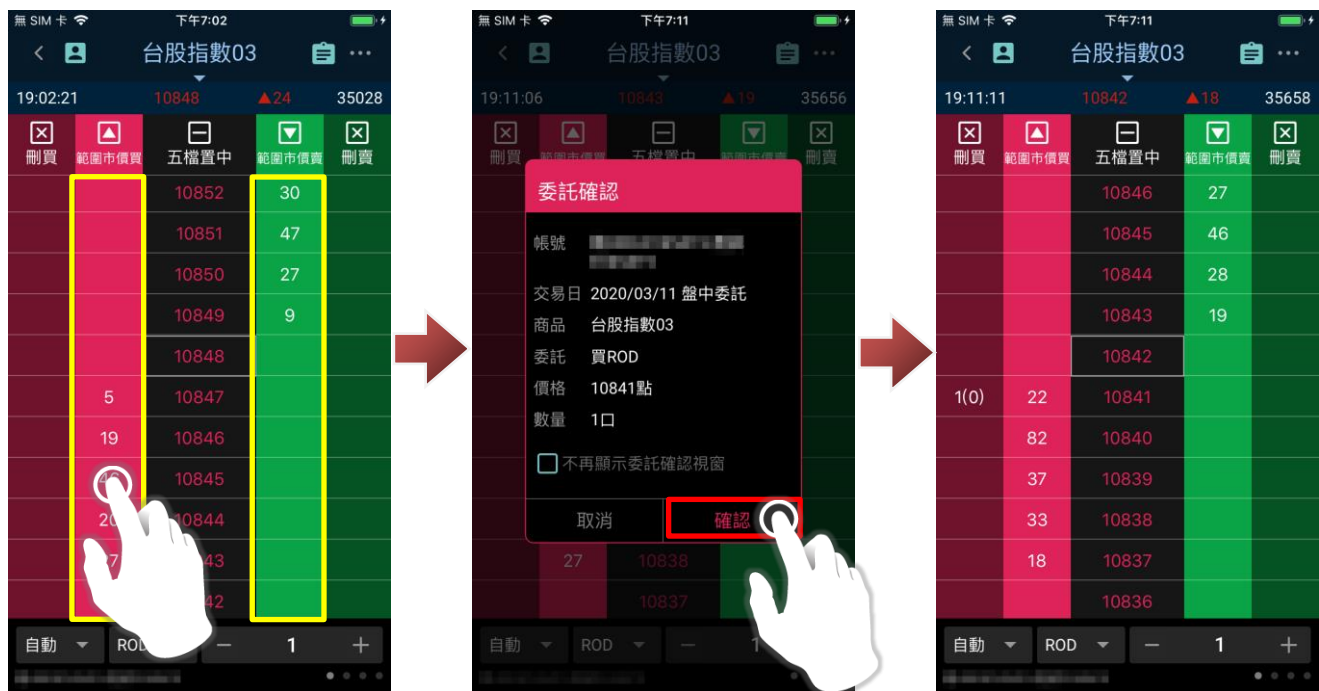 無 SIM 卡 下午7:02
台股指數03
19:02:21 10848 ▲24 35028
刪買 範圍市價買 五檔置中 範圍市價賣 刪賣
10852 30
10851 47
10850 27
10849 9
10848
5 10847
19 10846
10845
10844
自動 ROD － 1 ＋
無 SIM 卡 下午7:11
台股指數03
19:11:06 10843 ▲19 35656
刪買 五檔置中 刪賣
委託確認
帳號
交易日 2020/03/11 盤中委託
商品 台股指數03
委託 買ROD
價格 10841點
數量 1口
不再顯示委託確認視窗
取消 確認
27 10838
10837
自動 ROD － 1
無 SIM 卡 下午7:11
台股指數03
19:11:11 10842 ▲18 35658
刪買 範圍市價買 五檔置中 範圍市價賣 刪賣
10846 27
10845 46
10844 28
10843 19
10842
1(0) 22 10841
82 10840
37 10839
33 10838
18 10837
10836
自動 ROD － 1 ＋